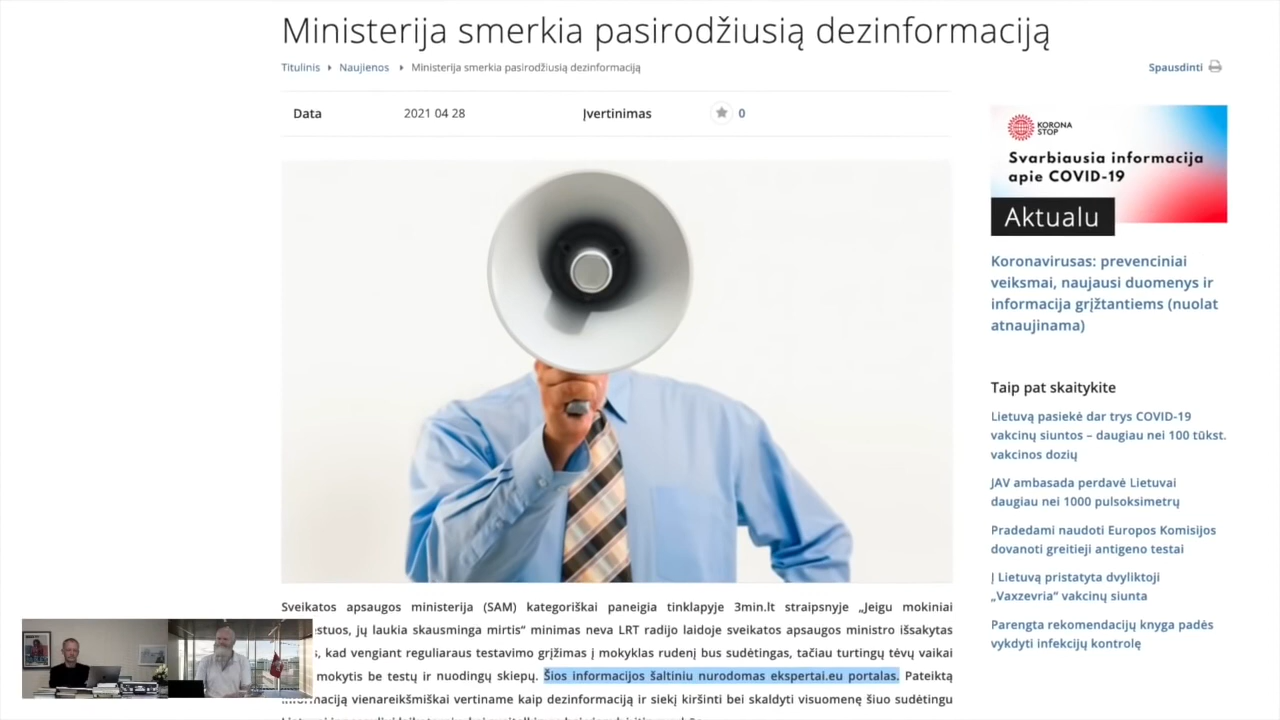 Ministerija smerkia pasirodžiusią dezinformaciją
Titulinis
Naujienos
Ministerija smerkia pasirodžiusią dezinformaciją
Spausdinti
Data
2021 04 28
Įvertinimas
0
KORONA
STOP
Svarbiausia informacija
apie COVID-19
Aktualu
Koronavirusas: prevenciniai
veiksmai, naujausi duomenys ir
informacija grįžtantiems (nuolat
atnaujinama)
Taip pat skaitykite
Lietuvą pasiekė dar trys COVID-19
vakcinų siuntos – daugiau nei 100 tūkst.
vakcinos dozių
JAV ambasada perdavė Lietuvai
daugiau nei 1000 pulsoksimetrų
Pradedami naudoti Europos Komisijos
dovanoti greitieji antigeno testai
Į Lietuvą pristatyta dvyliktoji
„Vaxzevria“ vakcinų siunta
Parengta rekomendacijų knyga padės
vykdyti infekcijų kontrolę
Sveikatos apsaugos ministerija (SAM) kategoriškai paneigia tinklapyje 3min.lt straipsnyje „Jeigu mokiniai
jų laukia skausminga mirtis“ minimas neva LRT radijo laidoje sveikatos apsaugos ministro išsakytas
kad vengiant reguliaraus testavimo grįžimas į mokyklas rudenį bus sudėtingas, tačiau turtingų tėvų vaikai
mokytis be testų ir nuodingų skiepų. Šios informacijos šaltiniu nurodomas ekspertai.eu portalas. Pateiktą
vienareikšmiškai vertiname kaip dezinformaciją ir siekį kiršinti bei skaldyti visuomenę šiuo sudėtingu